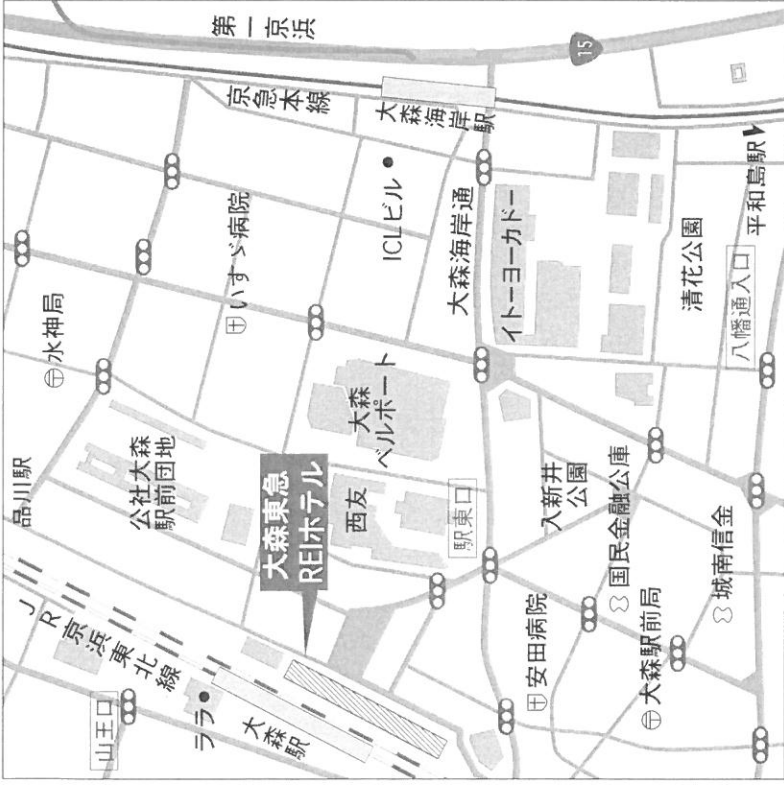 第一京浜
15
京急本線
大森海岸駅
平和島駅
ICLビル
大森海岸通
イトーヨーカドー
清花公園
八幡通入口
いすゞ病院
水神局
大森
ベルポート
公社大森
駅前団地
品川駅
大森東急
REIホテル
西友
駅東口
入新井
公園
国民金融公庫
城南信金
安田病院
大森駅前局
JR京浜東北線
山王口
ララ
大森駅